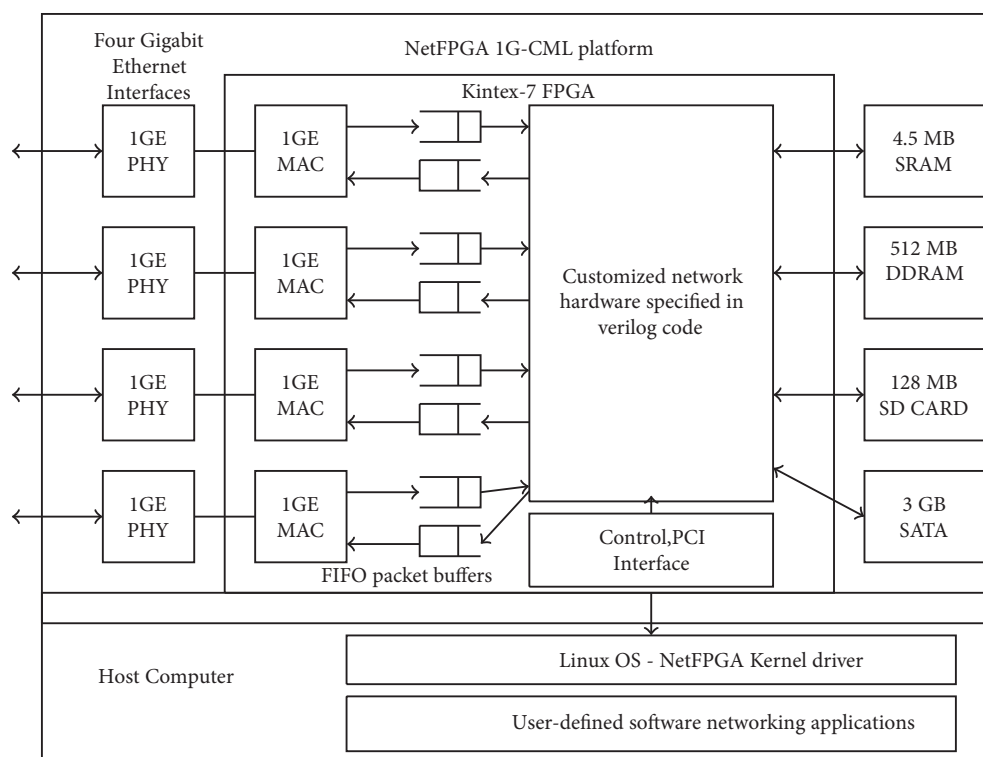 NetFPGA 1G-CML platform
Four Gigabit
Ethernet
Interfaces
Kintex-7 FPGA
1GE
PHY
1GE
MAC
4.5 MB
SRAM
1GE
PHY
1GE
MAC
Customized network
hardware specified in
verilog code
512 MB
DDRAM
1GE
PHY
1GE
MAC
128 MB
SD CARD
1GE
PHY
1GE
MAC
3 GB
SATA
Control,PCI
Interface
FIFO packet buffers
Host Computer
Linux OS - NetFPGA Kernel driver
User-defined software networking applications